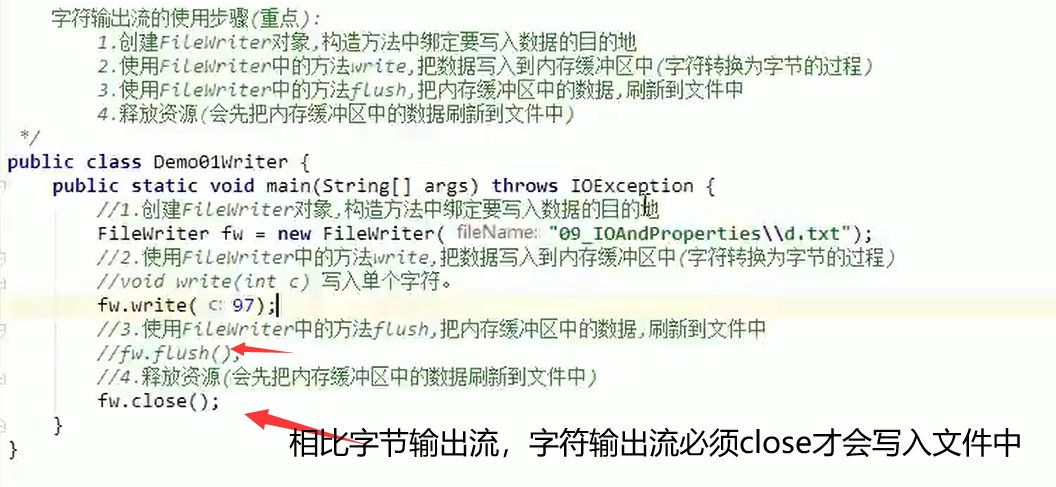 字符输出流的使用步骤(重点):
1.创建FileWriter对象,构造方法中绑定要写入数据的目的地
2.使用FileWriter中的方法write,把数据写入到内存缓冲区中(字符转换为字节的过程)
3.使用FileWriter中的方法flush,把内存缓冲区中的数据,刷新到文件中
4.释放资源(会先把内存缓冲区中的数据刷新到文件中)
*/
public class Demo01Writer {
public static void main(String[] args) throws IOException {
//1.创建FileWriter对象,构造方法中绑定要写入数据的目的地
FileWriter fw = new FileWriter( fileName: "09_IOAndProperties\\d.txt");
//2.使用FileWriter中的方法write,把数据写入到内存缓冲区中(字符转换为字节的过程)
//void write(int c) 写入单个字符。
fw.write( c: 97);
//3.使用FileWriter中的方法flush,把内存缓冲区中的数据,刷新到文件中
//fw.flush();
//4.释放资源(会先把内存缓冲区中的数据刷新到文件中)
fw.close();
}
相比字节输出流，字符输出流必须close才会写入文件中
}